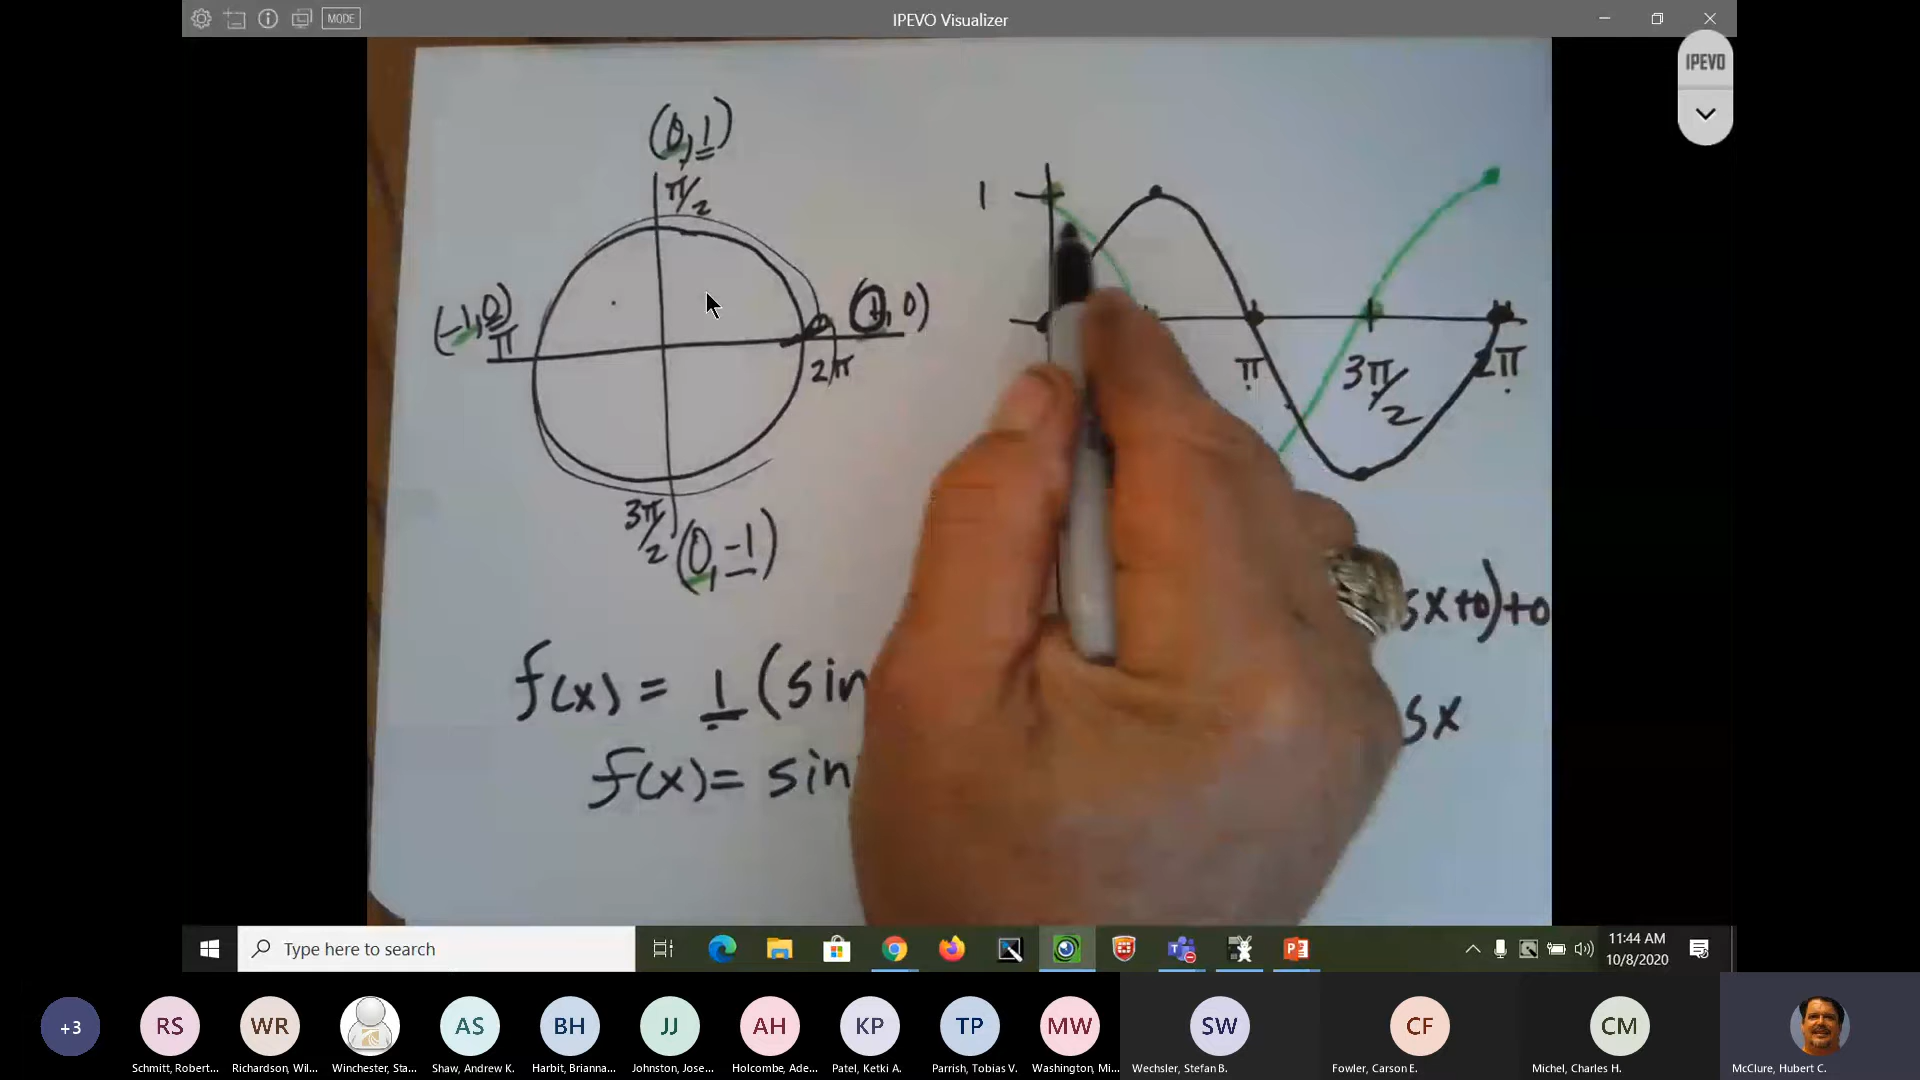 MODE
IPEVO Visualizer
IPEVO
(0, 1)
π/2
(-1, 0)
π
(1, 0)
2π
3π/2
(0, -1)
1
π
3π/2
2π
f(x) = 1 (sin
sx+0)+0
f(x) = sin
sx
Type here to search
11:44 AM
10/8/2020
+3
RS
WR
AS
BH
JJ
AH
KP
TP
MW
SW
CF
CM
Schmitt, Robert...
Richardson, Wil...
Winchester, Sta...
Shaw, Andrew K.
Harbit, Brianna...
Johnston, Jose...
Holcombe, Ade...
Patel, Ketki A.
Parrish, Tobias V.
Washington, Mi...
Wechsler, Stefan B.
Fowler, Carson E.
Michel, Charles H.
McClure, Hubert C.